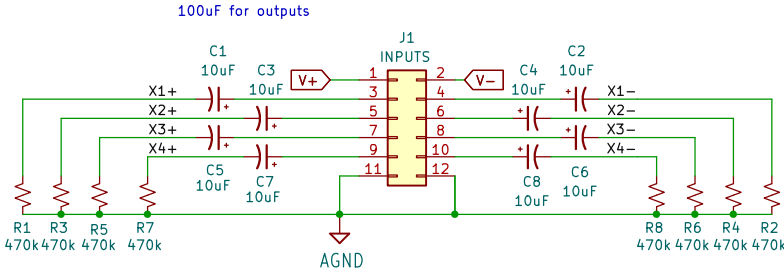 100uF for outputs
J1
INPUTS
C1
10uF
C3
10uF
C4
10uF
C2
10uF
V+
1
2
V-
X1+
3
4
X1-
X2+
5
6
X2-
X3+
7
8
X3-
X4+
9
10
X4-
11
12
C5
10uF
C7
10uF
C8
10uF
C6
10uF
R1
470k
R3
470k
R5
470k
R7
470k
R8
470k
R6
470k
R4
470k
R2
470k
AGND